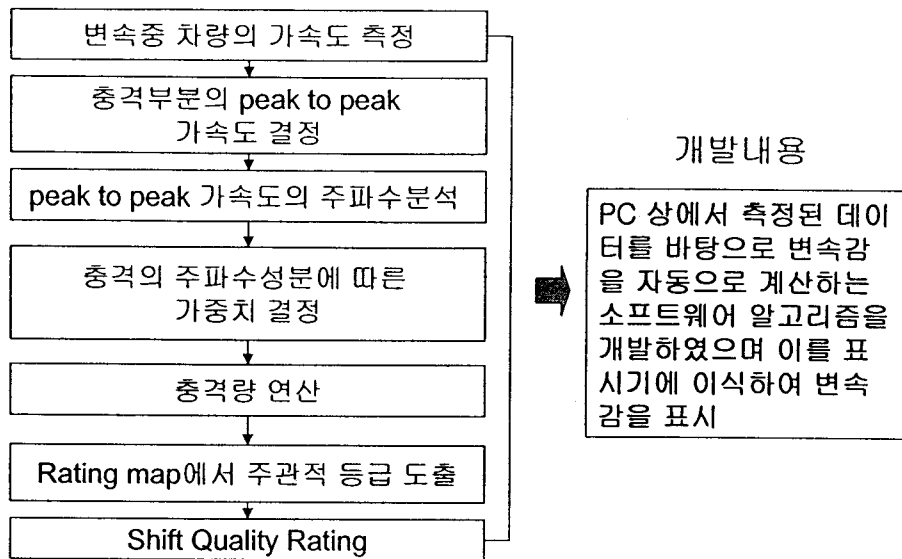 변속중 차량의 가속도 측정
충격부분의 peak to peak
가속도 결정
peak to peak 가속도의 주파수분석
충격의 주파수성분에 따른
가중치 결정
충격량 연산
Rating map에서 주관적 등급 도출
Shift Quality Rating
개발내용
PC 상에서 측정된 데이
터를 바탕으로 변속감
을 자동으로 계산하는
소프트웨어 알고리즘을
개발하였으며 이를 표
시기에 이식하여 변속
감을 표시